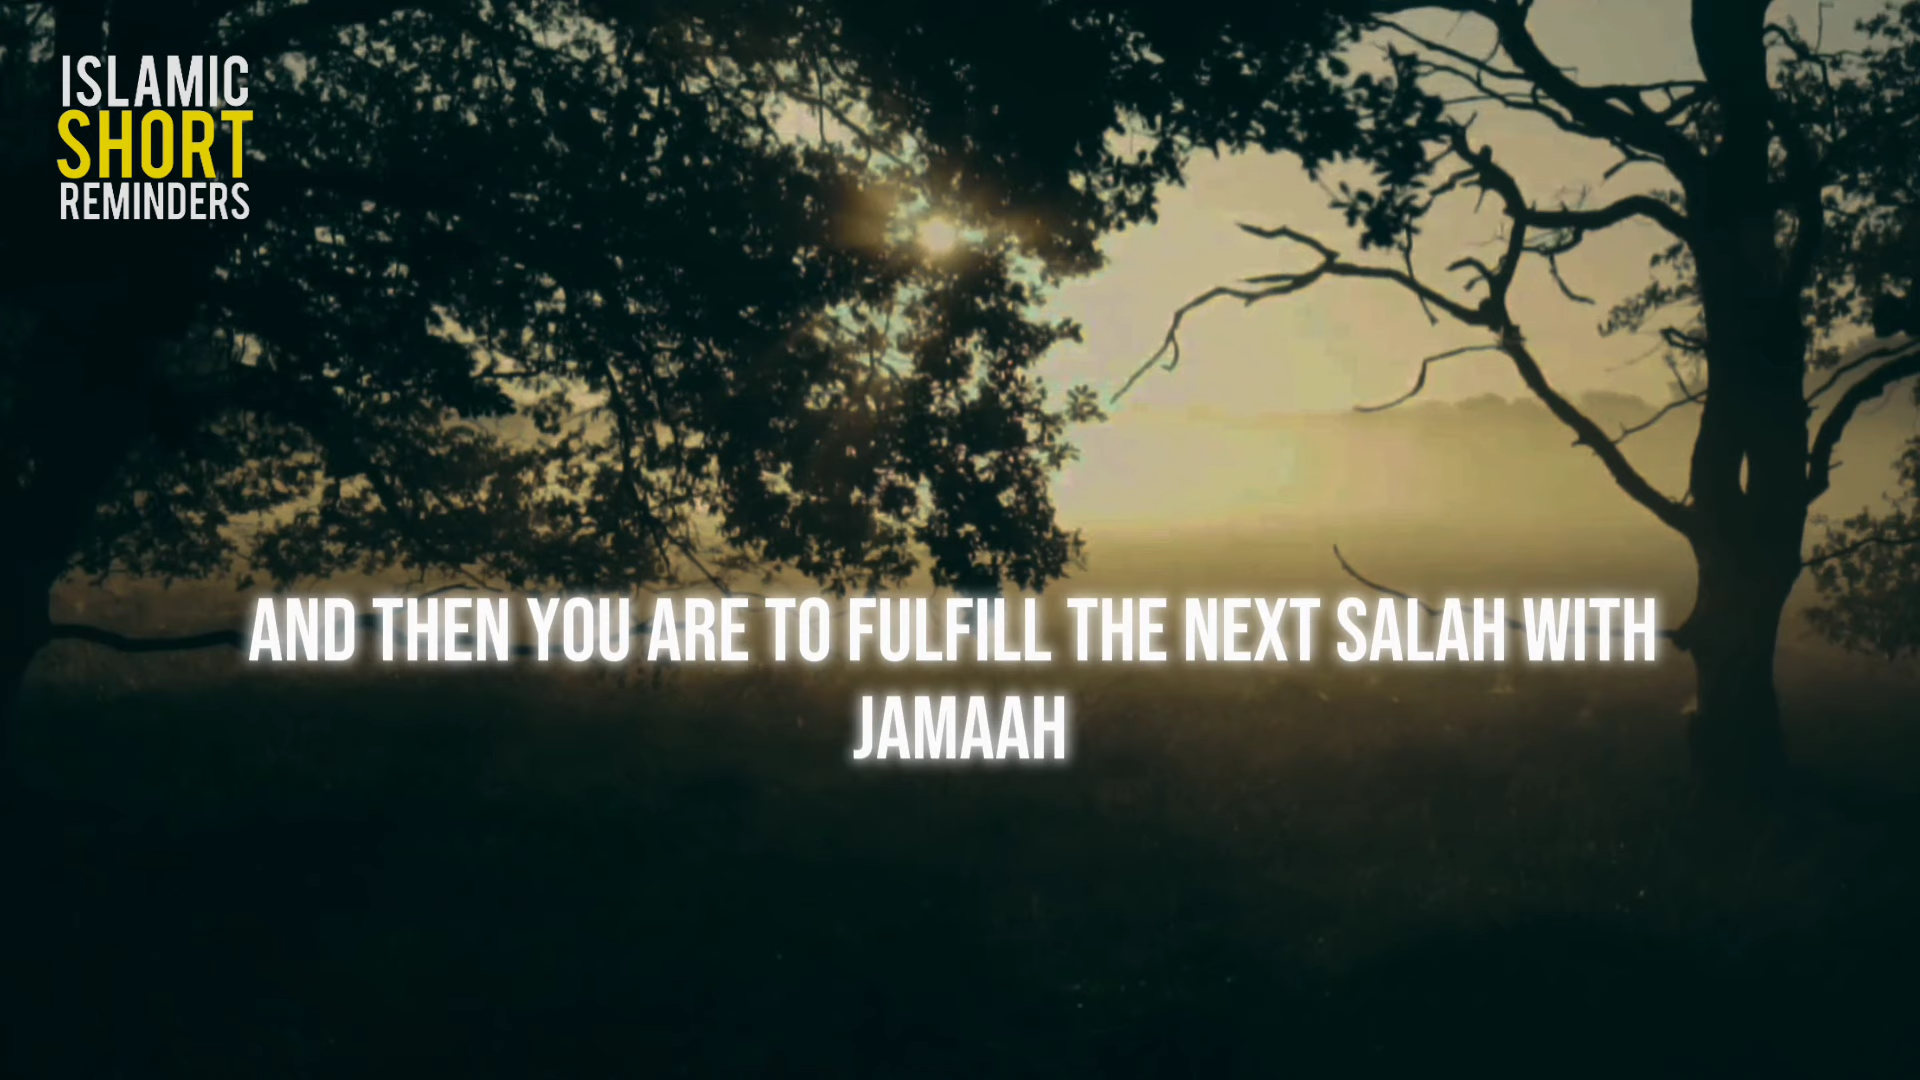 ISLAMIC
SHORT
REMINDERS
AND THEN YOU ARE TO FULFILL THE NEXT SALAH WITH
JAMAAH